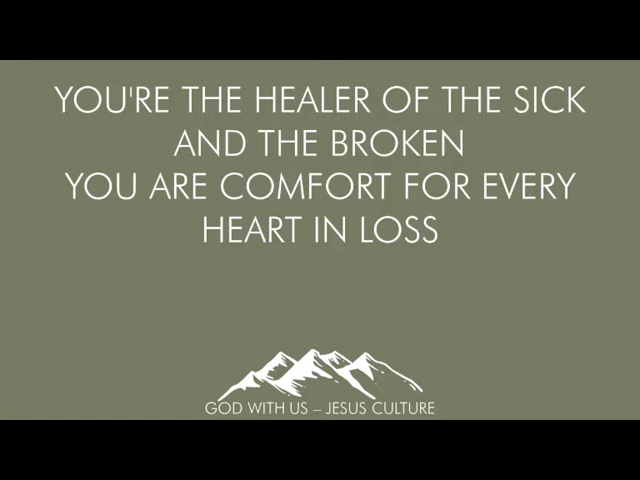 YOU'RE THE HEALER OF THE SICK
AND THE BROKEN
YOU ARE COMFORT FOR EVERY
HEART IN LOSS
GOD WITH US – JESUS CULTURE